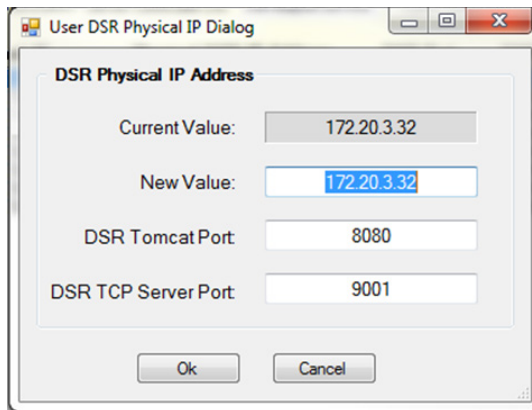 User DSR Physical IP Dialog
DSR Physical IP Address
Current Value: 172.20.3.32
New Value: 172.20.3.32
DSR Tomcat Port: 8080
DSR TCP Server Port: 9001
Ok Cancel